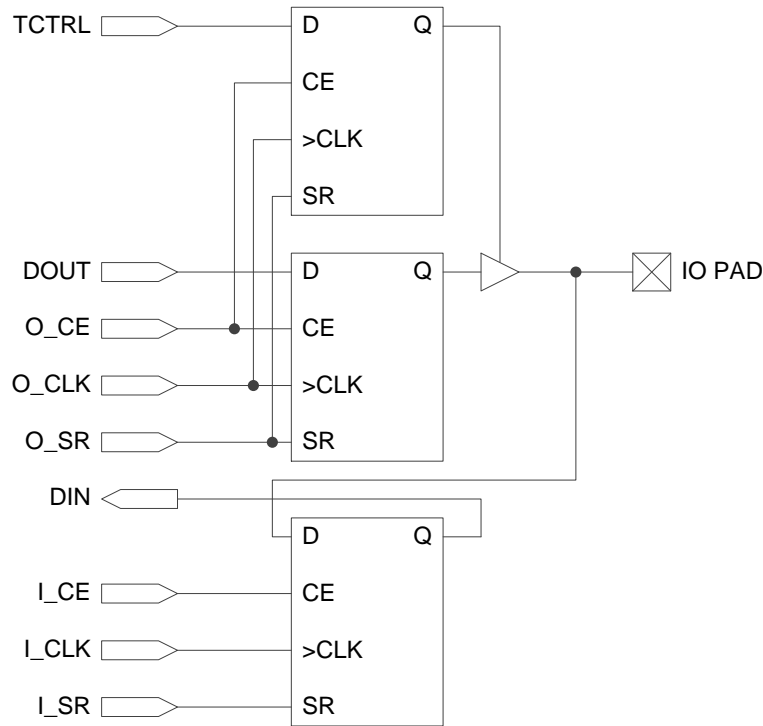 TCTRL D Q
CE
>CLK
SR
DOUT D Q IO PAD
O_CE CE
O_CLK >CLK
O_SR SR
DIN
D Q
I_CE CE
I_CLK >CLK
I_SR SR